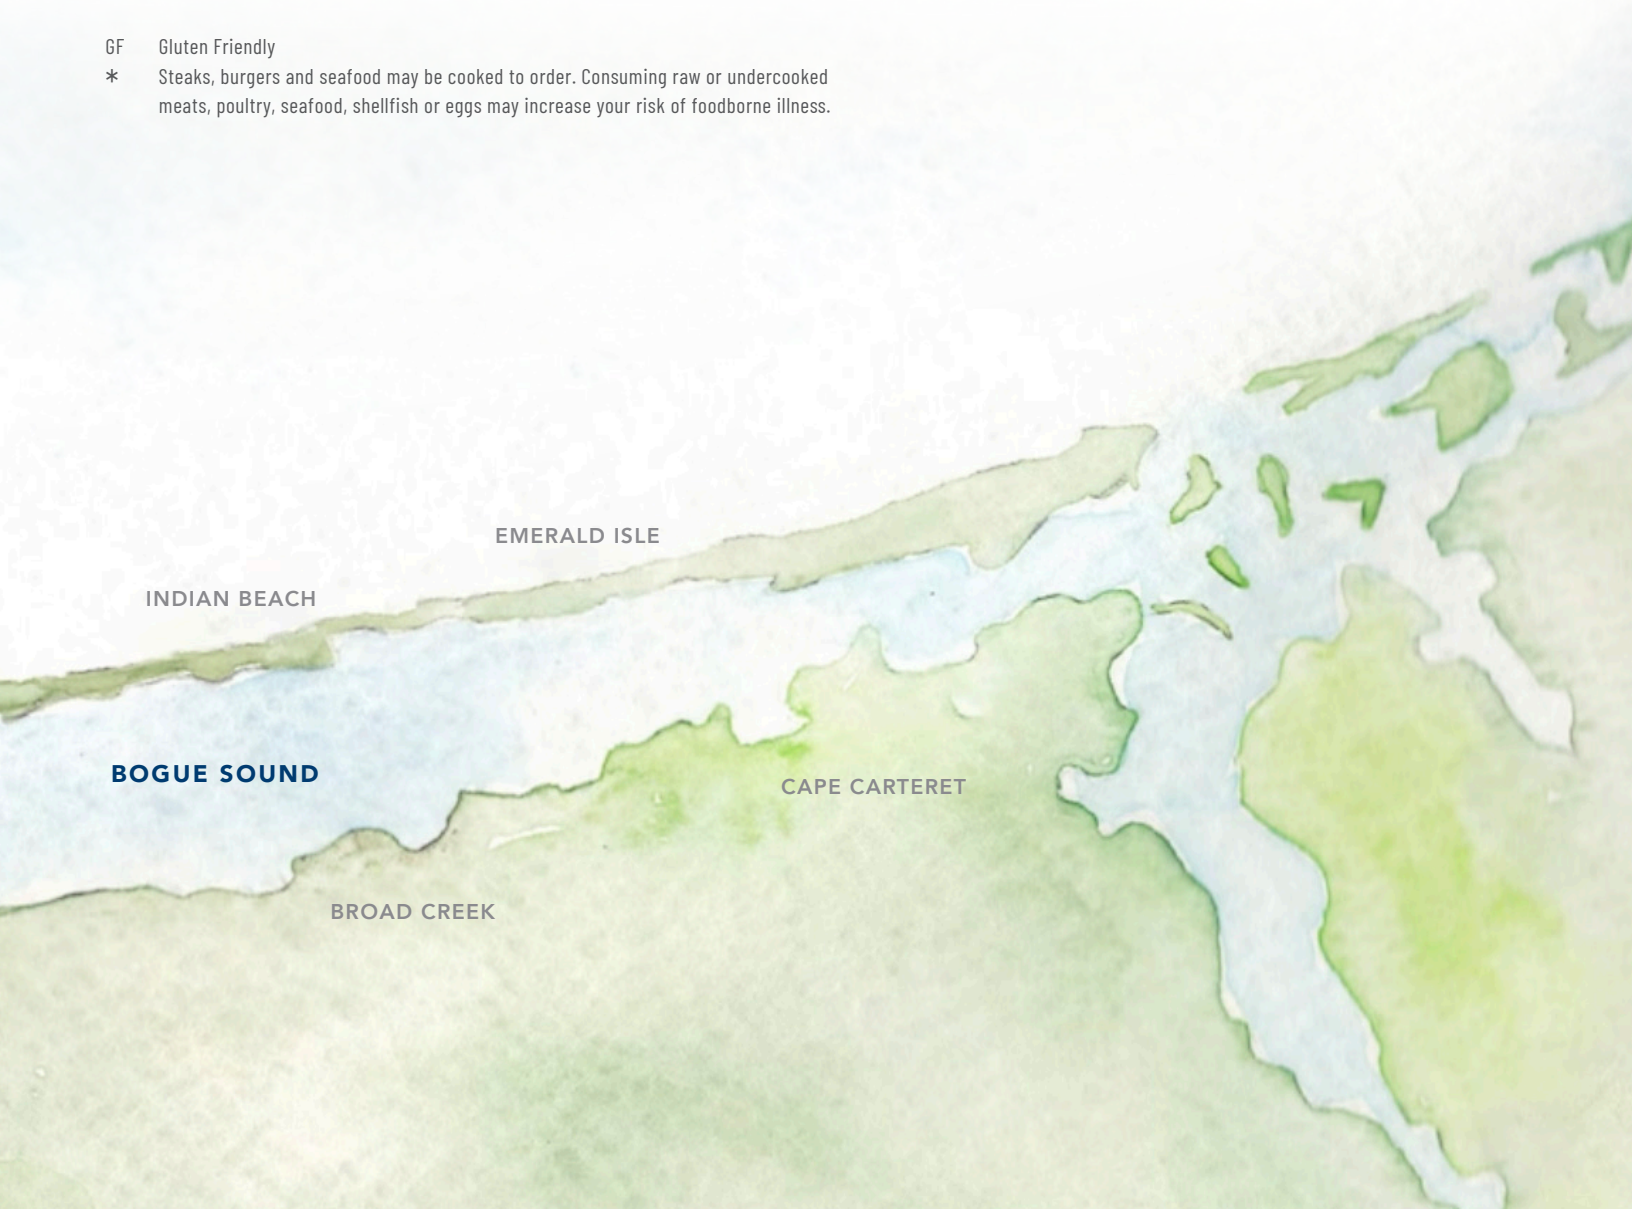 GF Gluten Friendly
* Steaks, burgers and seafood may be cooked to order. Consuming raw or undercooked
meats, poultry, seafood, shellfish or eggs may increase your risk of foodborne illness.
EMERALD ISLE
INDIAN BEACH
BOGUE SOUND
CAPE CARTERET
BROAD CREEK